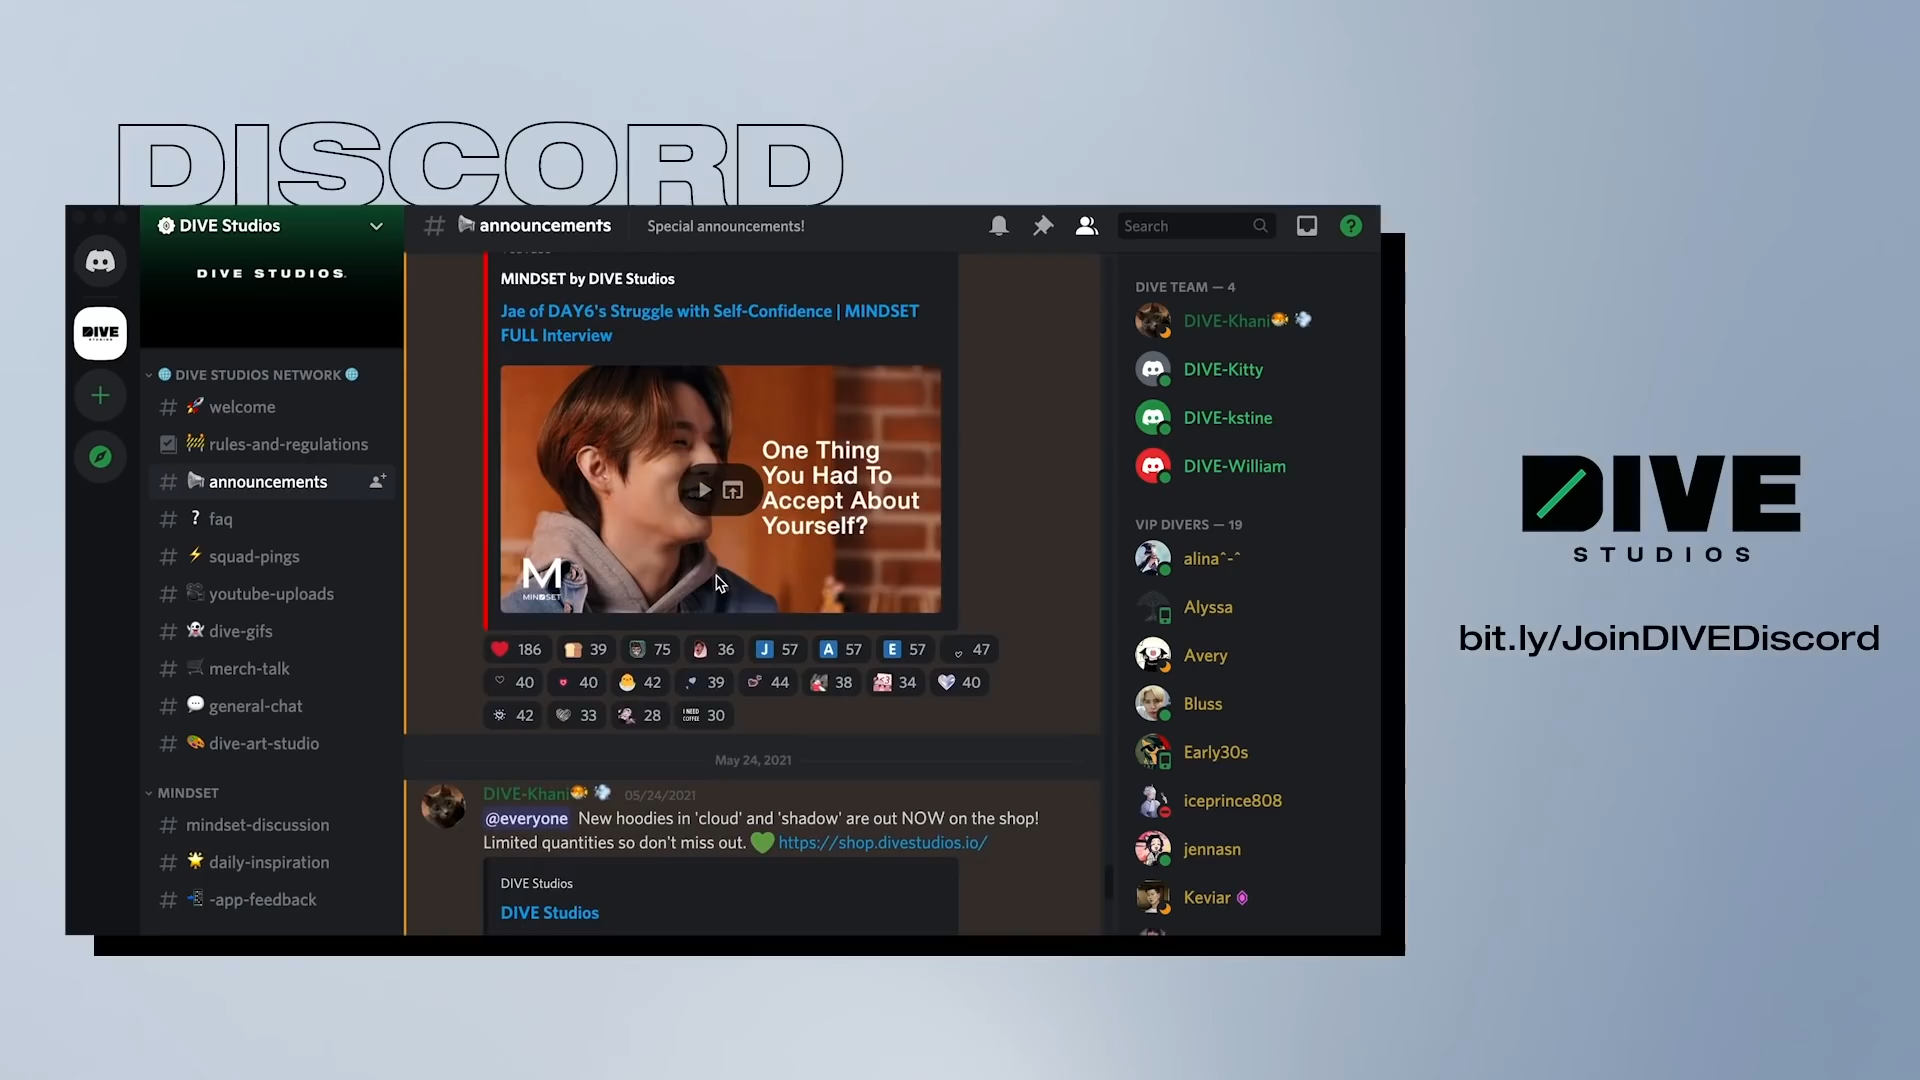 DISCORD
DIVE Studios
DIVE STUDIOS.
announcements
Special announcements!
Search
DIVE
STUDIOS
DIVE STUDIOS NETWORK
welcome
rules-and-regulations
announcements
? faq
squad-pings
youtube-uploads
dive-gifs
merch-talk
general-chat
dive-art-studio
MINDSET
mindset-discussion
daily-inspiration
-app-feedback
MINDSET by DIVE Studios
Jae of DAY6's Struggle with Self-Confidence | MINDSET
FULL Interview
One Thing
You Had To
Accept About
Yourself?
M
MINDSET
186 39 75 36 J 57 A 57 E 57 47
40 40 42 39 44 38 34 40
42 33 28 I NEED COFFEE 30
May 24, 2021
DIVE-Khani 05/24/2021
@everyone New hoodies in 'cloud' and 'shadow' are out NOW on the shop!
Limited quantities so don't miss out. https://shop.divestudios.io/
DIVE Studios
DIVE Studios
DIVE TEAM — 4
DIVE-Khani
DIVE-Kitty
DIVE-kstine
DIVE-William
VIP DIVERS — 19
alina^-^
Alyssa
Avery
Bluss
Early30s
iceprince808
jennasn
Keviar
DIVE
STUDIOS
bit.ly/JoinDIVEDiscord